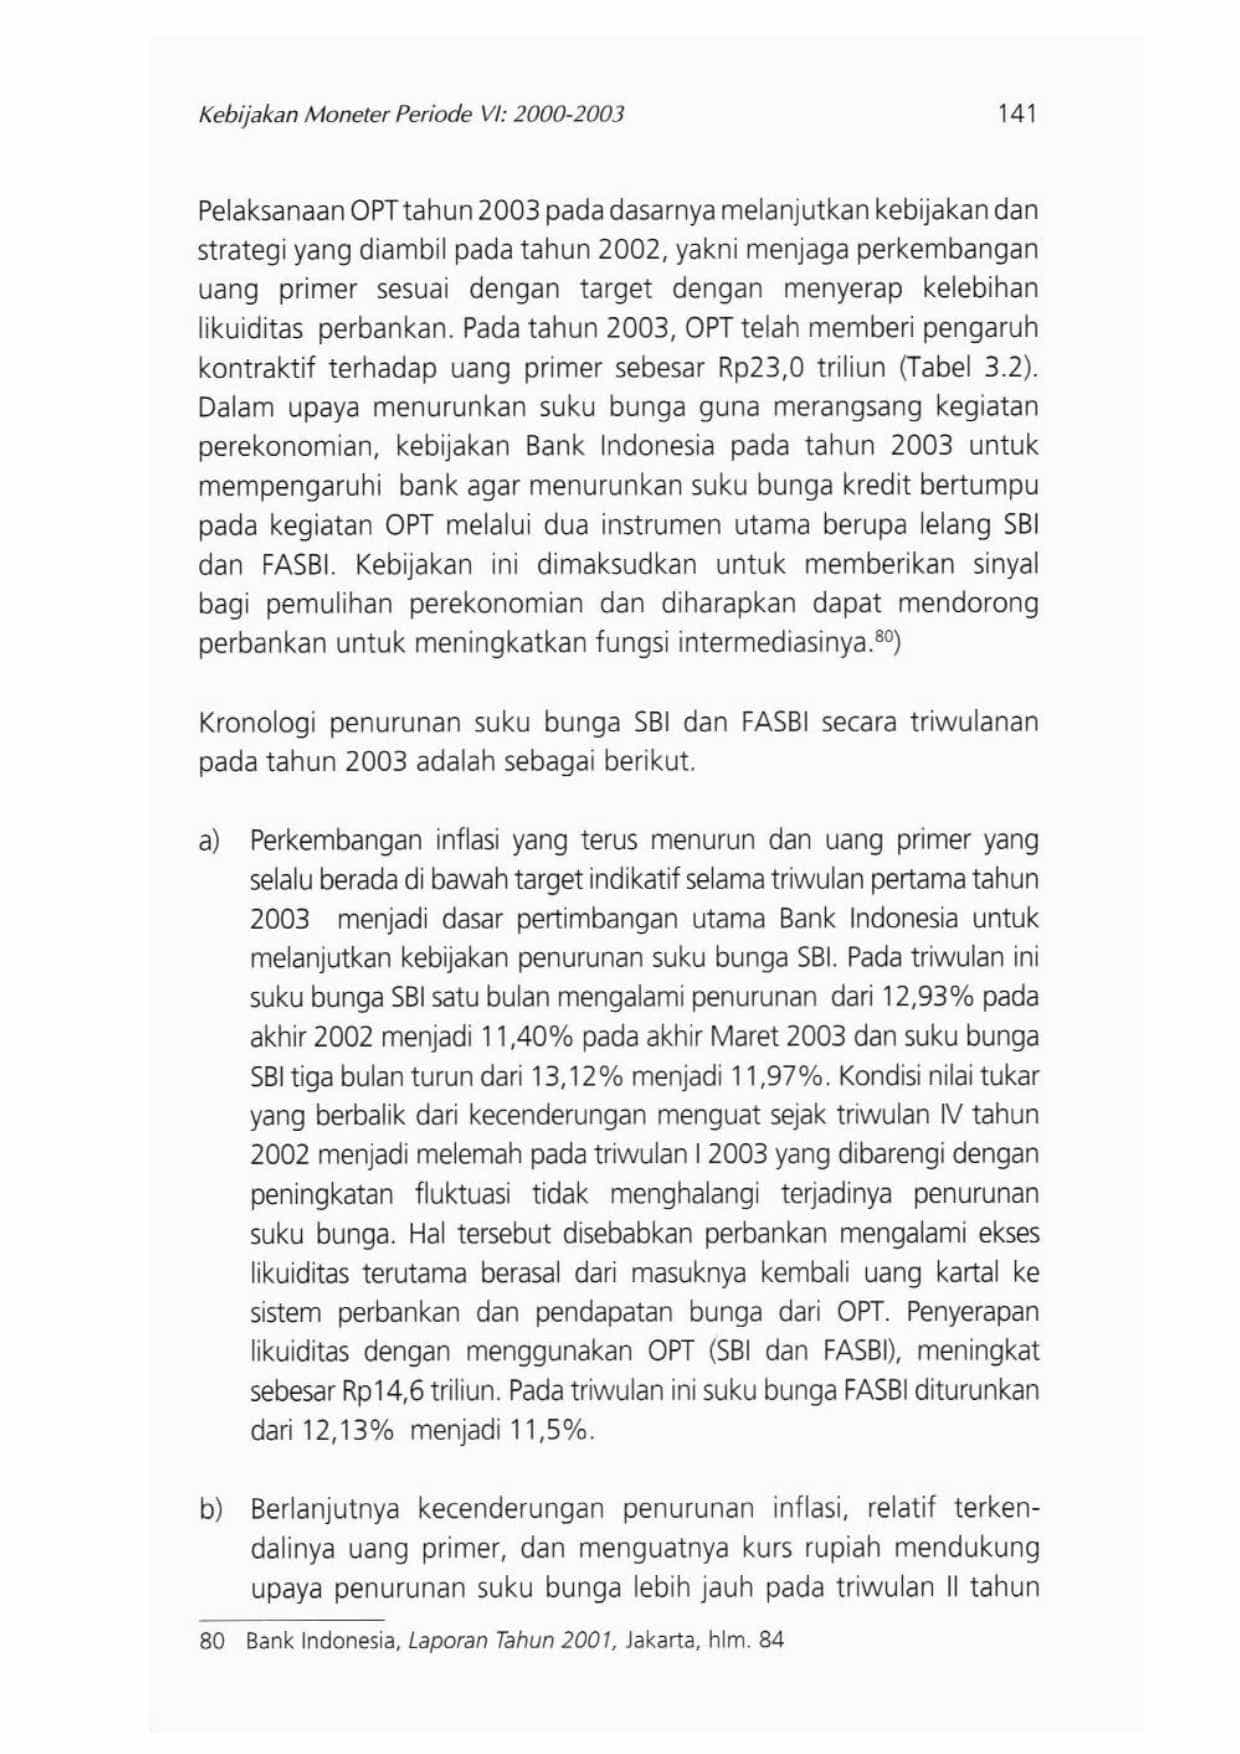 Kebijakan Moneter Periode VI: 2000-2003 141
Pelaksanaan OPT tahun 2003 pada dasarnya melanjutkan kebijakan dan
strategi yang diambil pada tahun 2002, yakni menjaga perkembangan
uang primer sesuai dengan target dengan menyerap kelebihan
likuiditas perbankan. Pada tahun 2003, OPT telah memberi pengaruh
kontraktif terhadap uang primer sebesar Rp23,0 triliun (Tabel 3.2).
Dalam upaya menurunkan suku bunga guna merangsang kegiatan
perekonomian, kebijakan Bank Indonesia pada tahun 2003 untuk
mempengaruhi bank agar menurunkan suku bunga kredit bertumpu
pada kegiatan OPT melalui dua instrumen utama berupa lelang SBI
dan FASBI. Kebijakan ini dimaksudkan untuk memberikan sinyal
bagi pemulihan perekonomian dan diharapkan dapat mendorong
perbankan untuk meningkatkan fungsi intermediasinya.⁸⁰)
Kronologi penurunan suku bunga SBI dan FASBI secara triwulanan
pada tahun 2003 adalah sebagai berikut.
a) Perkembangan inflasi yang terus menurun dan uang primer yang
selalu berada di bawah target indikatif selama triwulan pertama tahun
2003 menjadi dasar pertimbangan utama Bank Indonesia untuk
melanjutkan kebijakan penurunan suku bunga SBI. Pada triwulan ini
suku bunga SBI satu bulan mengalami penurunan dari 12,93% pada
akhir 2002 menjadi 11,40% pada akhir Maret 2003 dan suku bunga
SBI tiga bulan turun dari 13,12% menjadi 11,97%. Kondisi nilai tukar
yang berbalik dari kecenderungan menguat sejak triwulan IV tahun
2002 menjadi melemah pada triwulan I 2003 yang dibarengi dengan
peningkatan fluktuasi tidak menghalangi terjadinya penurunan
suku bunga. Hal tersebut disebabkan perbankan mengalami ekses
likuiditas terutama berasal dari masuknya kembali uang kartal ke
sistem perbankan dan pendapatan bunga dari OPT. Penyerapan
likuiditas dengan menggunakan OPT (SBI dan FASBI), meningkat
sebesar Rp14,6 triliun. Pada triwulan ini suku bunga FASBI diturunkan
dari 12,13% menjadi 11,5%.
b) Berlanjutnya kecenderungan penurunan inflasi, relatif terken-
dalinya uang primer, dan menguatnya kurs rupiah mendukung
upaya penurunan suku bunga lebih jauh pada triwulan II tahun
80 Bank Indonesia, Laporan Tahun 2001, Jakarta, hlm. 84